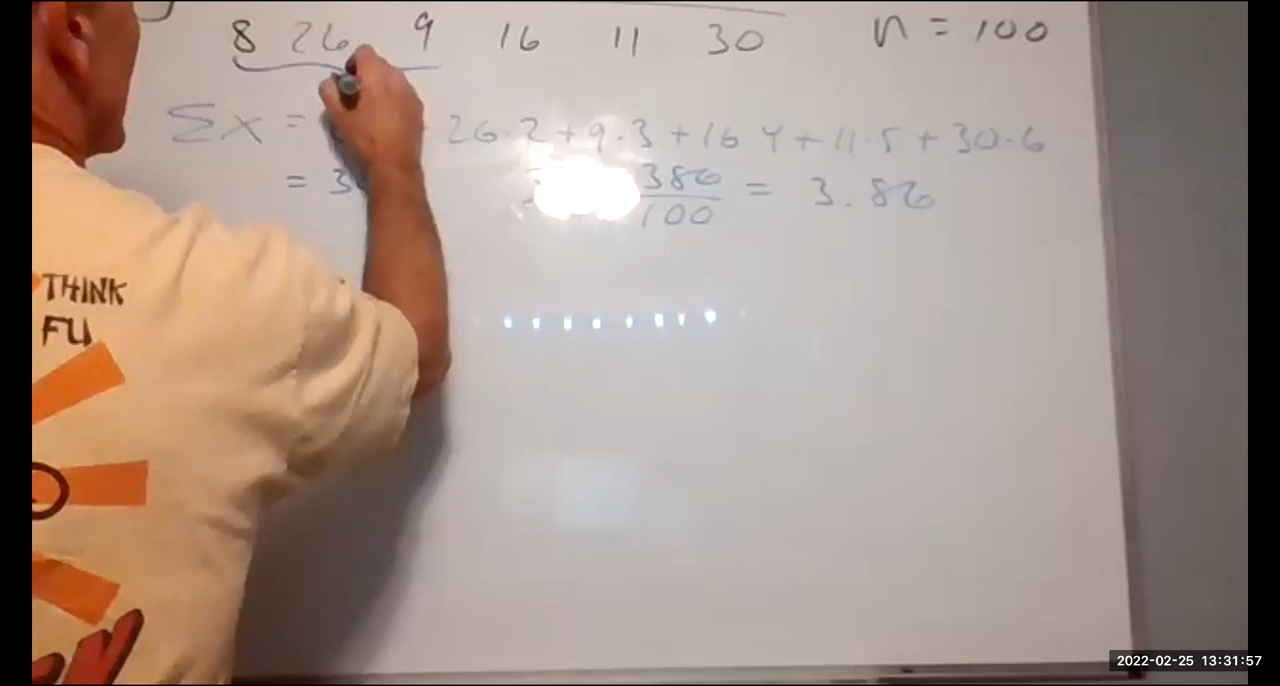 8 26 9 16 11 30 n = 100
Σx = 26·2+9·3+16 4+11·5+30·6
= 3 386/100 = 3.86
THINK
FU
2022-02-25 13:31:57